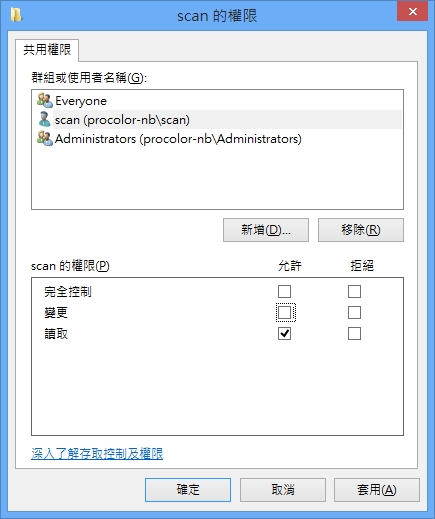 scan 的權限
共用權限
群組或使用者名稱(G):
Everyone
scan (procolor-nb\scan)
Administrators (procolor-nb\Administrators)
新增(D)... 移除(R)
scan 的權限(P) 允許 拒絕
完全控制
變更
讀取
深入了解存取控制及權限
確定 取消 套用(A)